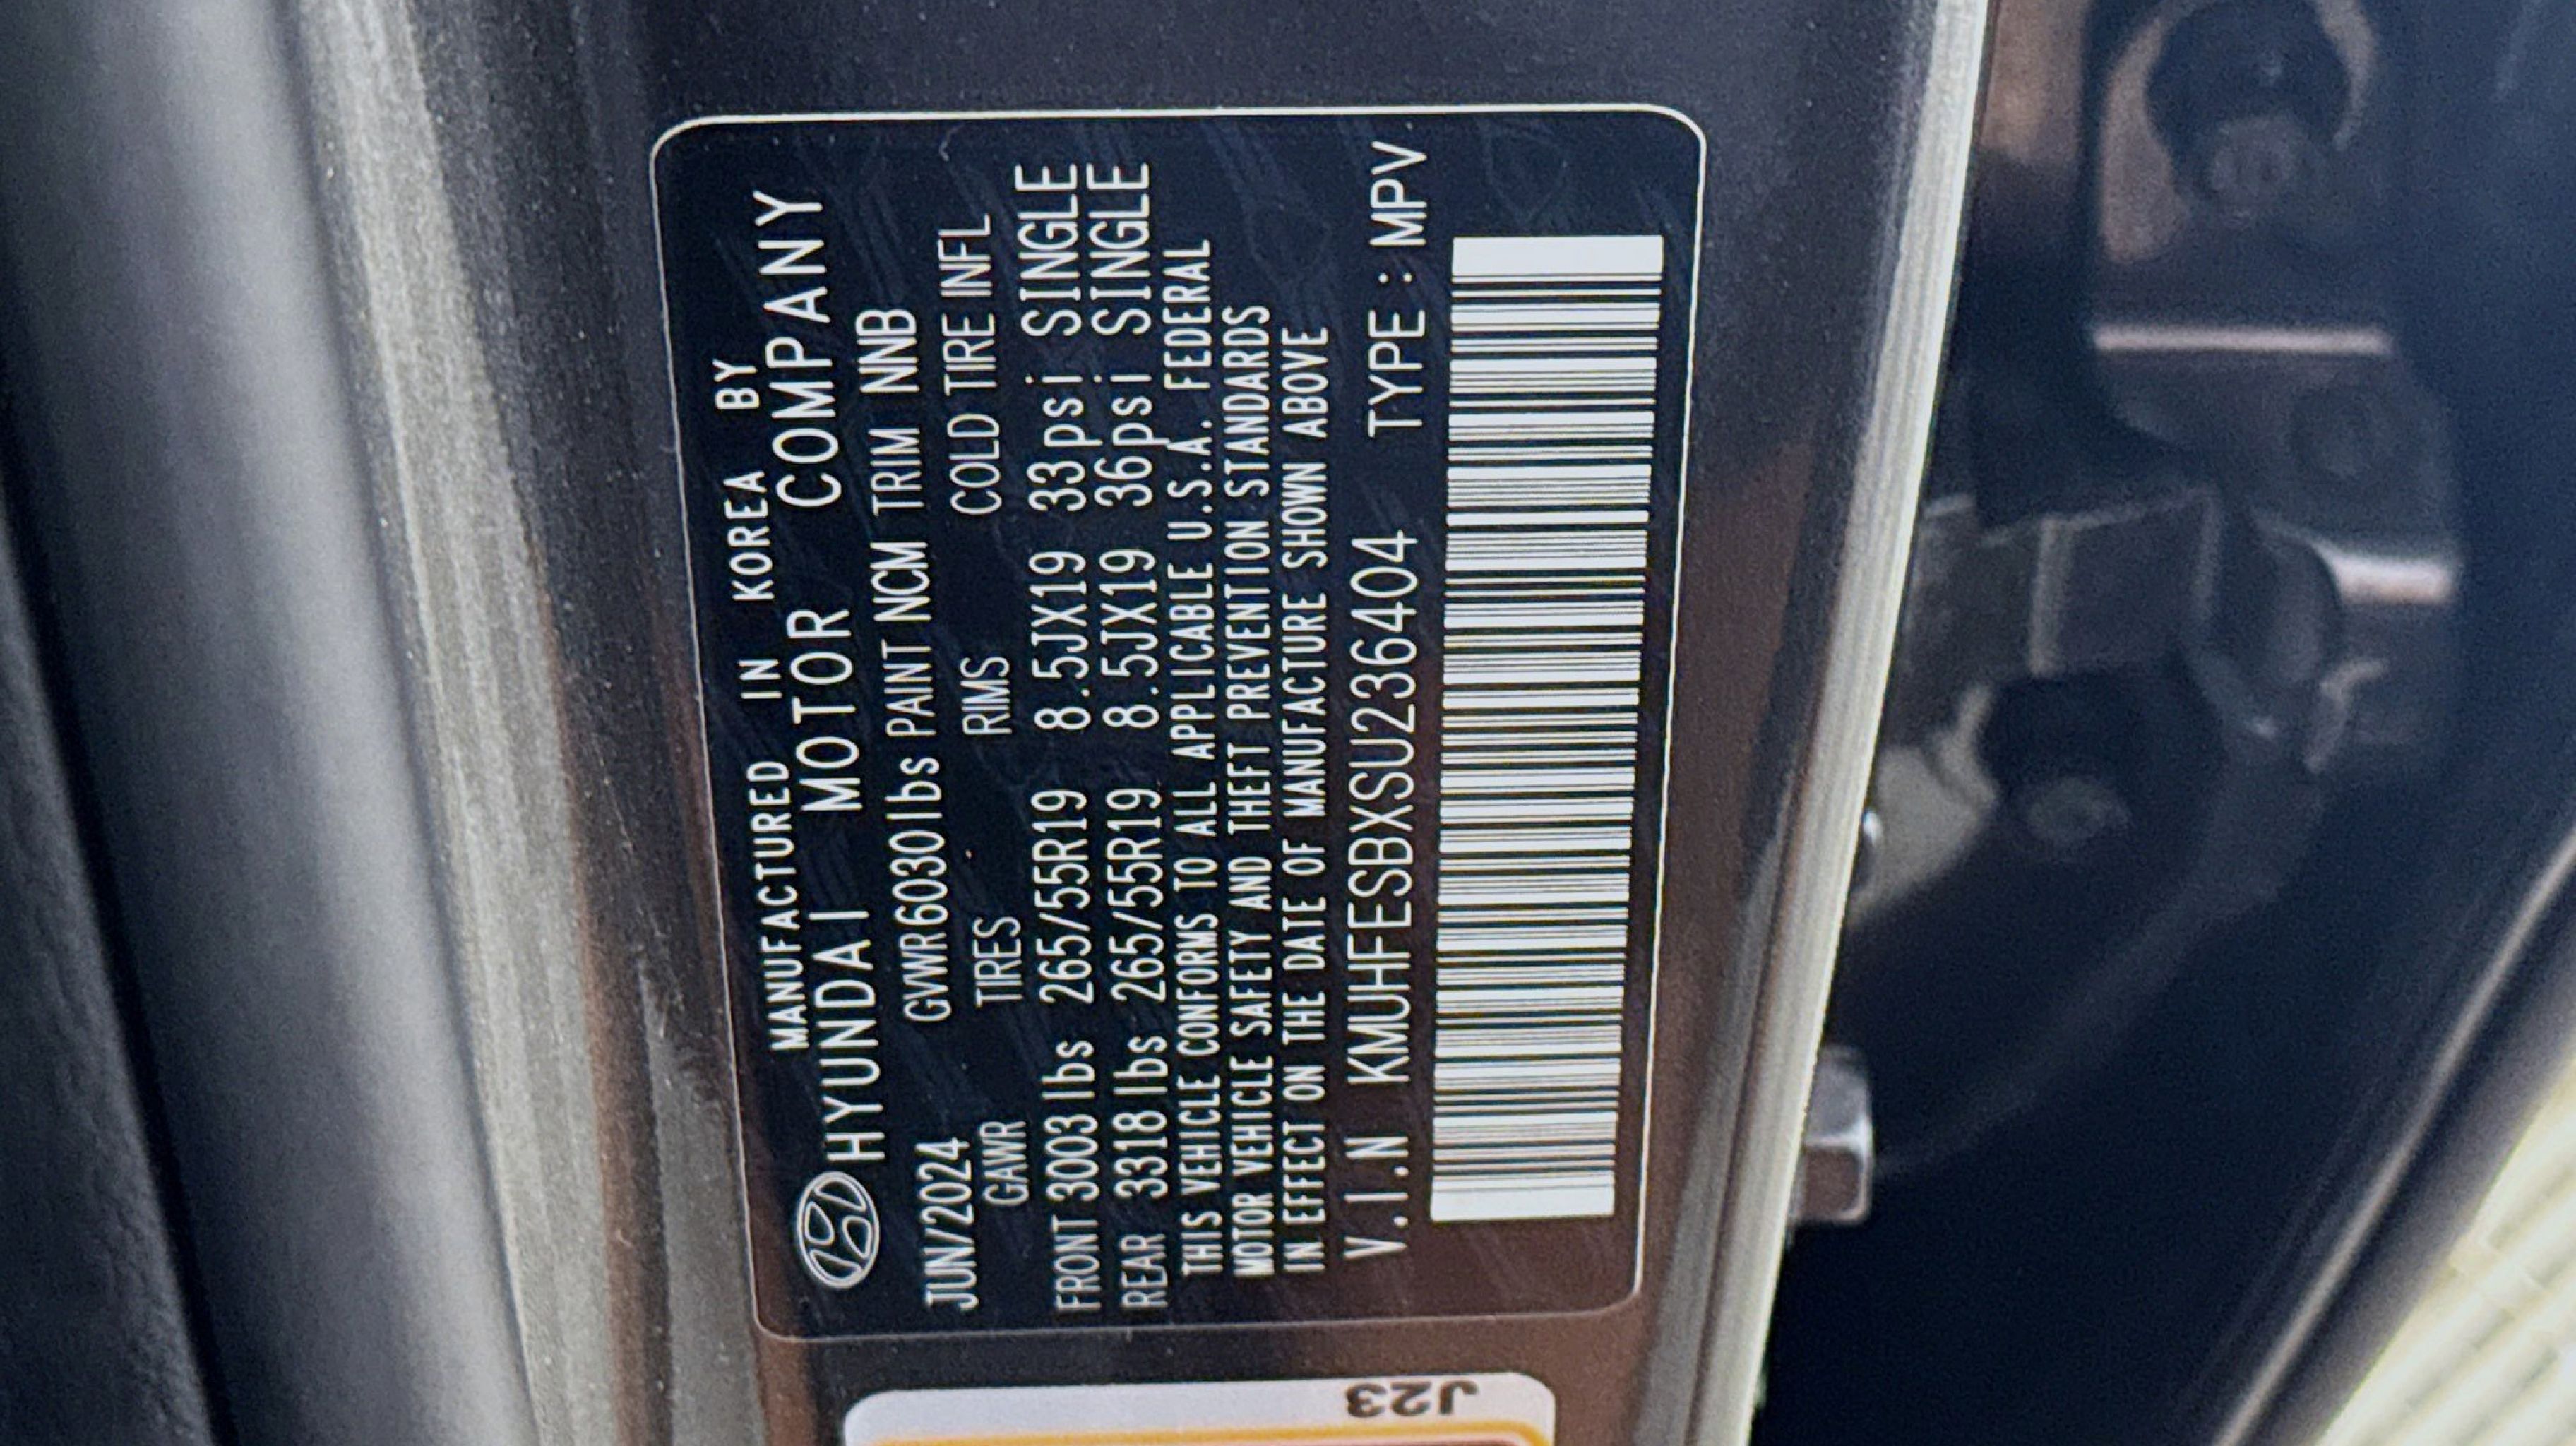 MANUFACTURED IN KOREA BY
HYUNDAI MOTOR COMPANY
JUN/2024 GVWR6030lbs PAINT NCM TRIM NNB
GAWR TIRES RIMS COLD TIRE INFL
FRONT 3003 lbs 265/55R19 8.5JX19 33psi SINGLE
REAR 3318 lbs 265/55R19 8.5JX19 36psi SINGLE
THIS VEHICLE CONFORMS TO ALL APPLICABLE U.S.A. FEDERAL
MOTOR VEHICLE SAFETY AND THEFT PREVENTION STANDARDS
IN EFFECT ON THE DATE OF MANUFACTURE SHOWN ABOVE
V.I.N KMUHFESBXSU236404 TYPE : MPV
J23